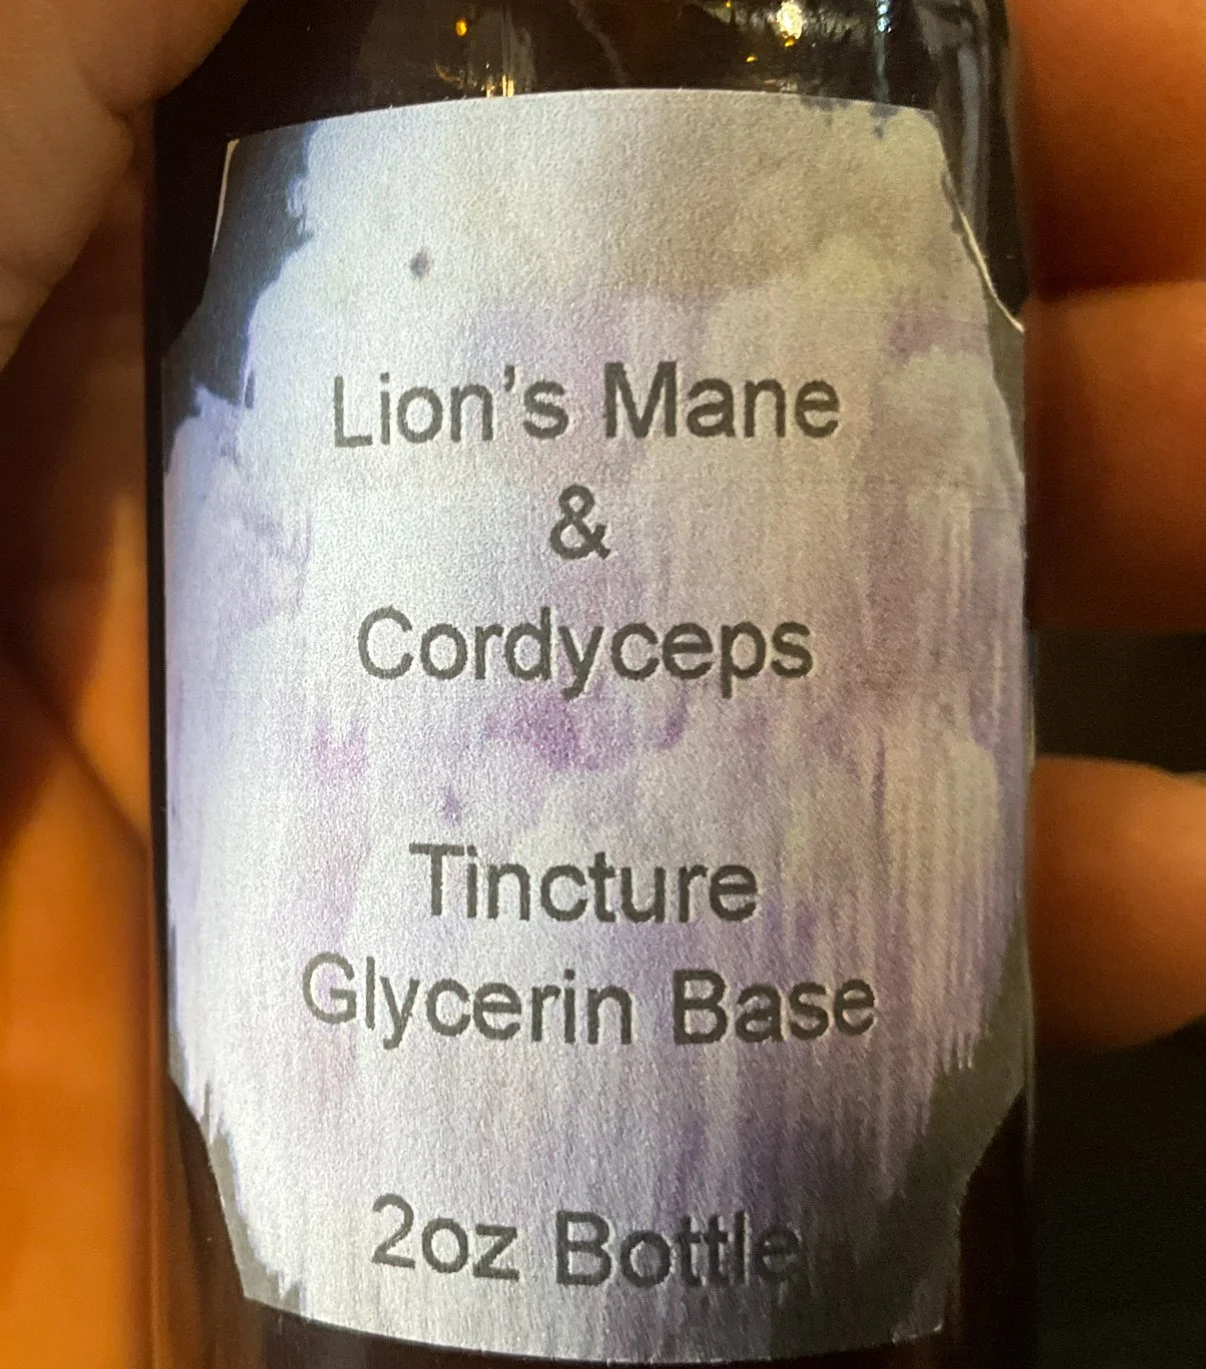 Lion's Mane
&
Cordyceps
Tincture
Glycerin Base
2oz Bottle